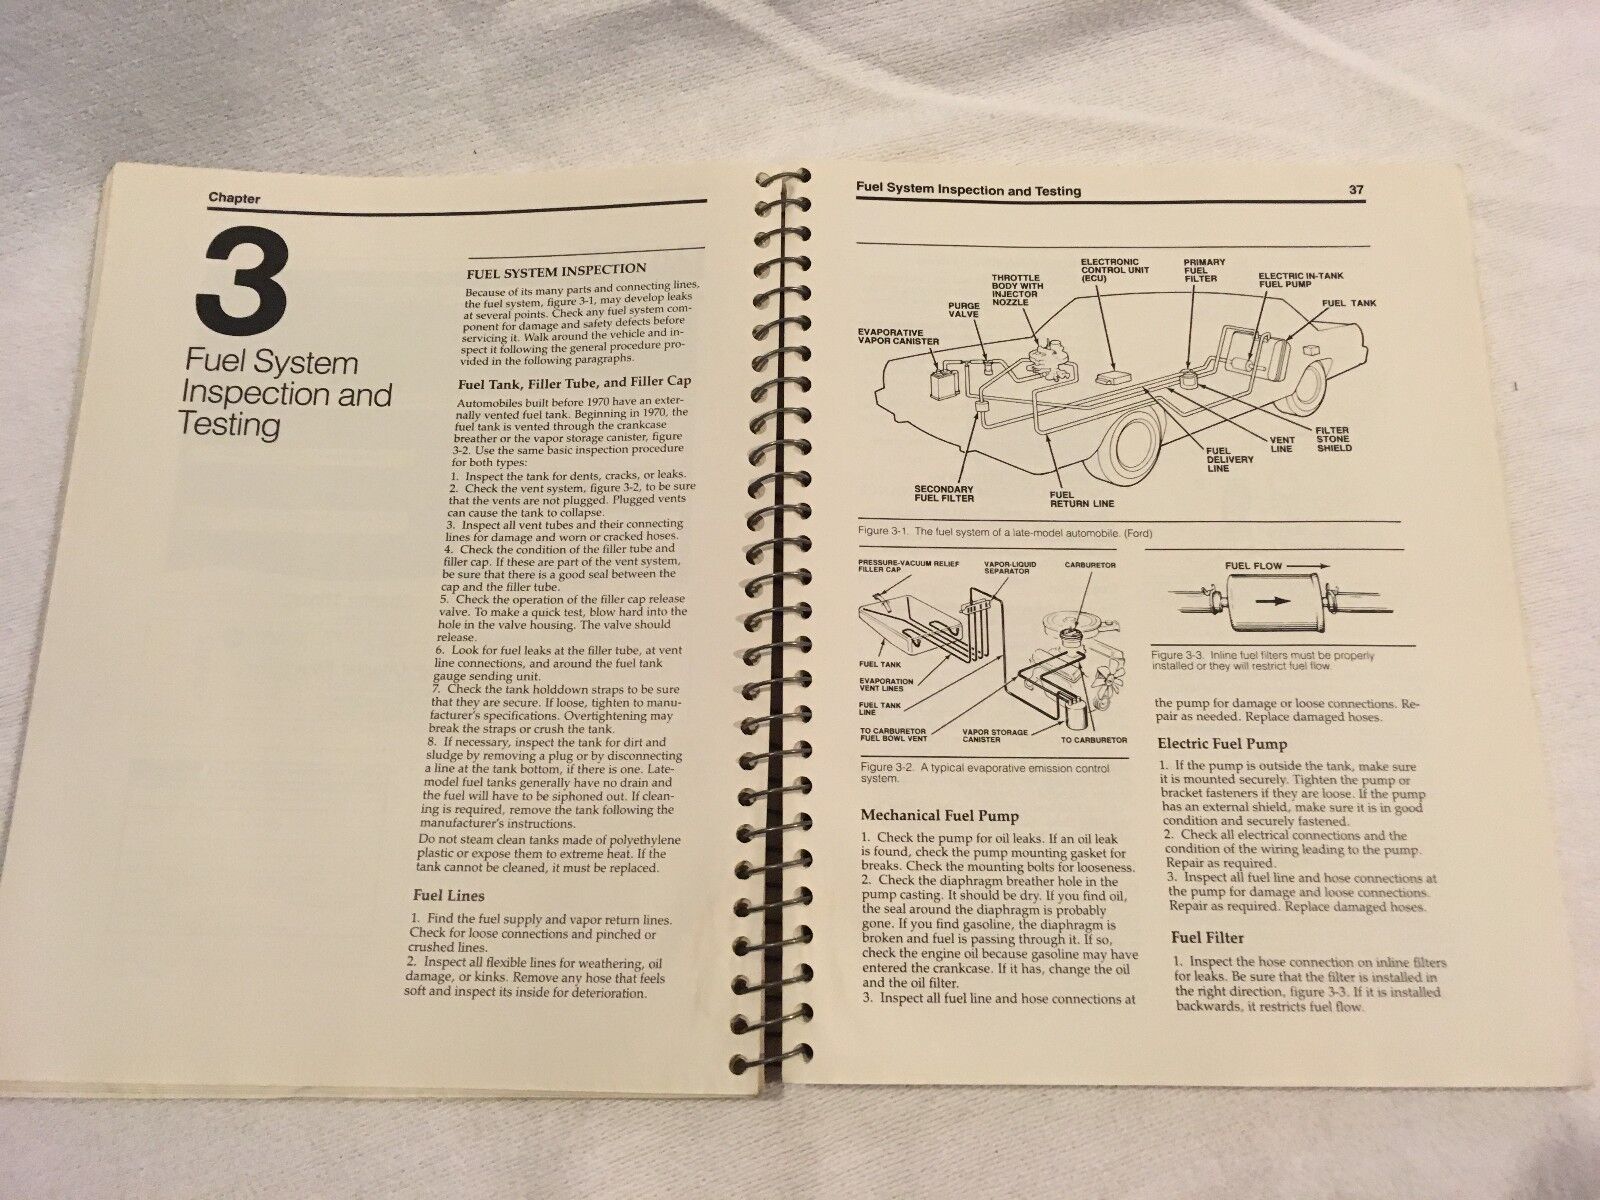 Chapter
3
Fuel System
Inspection and
Testing
FUEL SYSTEM INSPECTION
Because of its many parts and connecting lines,
the fuel system, figure 3-1, may develop leaks
at several points. Check any fuel system com-
ponent for damage and safety defects before
servicing it. Walk around the vehicle and in-
spect it following the general procedure pro-
vided in the following paragraphs.
Fuel Tank, Filler Tube, and Filler Cap
Automobiles built before 1970 have an exter-
nally vented fuel tank. Beginning in 1970, the
fuel tank is vented through the crankcase
breather or the vapor storage canister, figure
3-2. Use the same basic inspection procedure
for both types:
1. Inspect the tank for dents, cracks, or leaks.
2. Check the vent system, figure 3-2, to be sure
that the vents are not plugged. Plugged vents
can cause the tank to collapse.
3. Inspect all vent tubes and their connecting
lines for damage and worn or cracked hoses.
4. Check the condition of the filler tube and
filler cap. If these are part of the vent system,
be sure that there is a good seal between the
cap and the filler tube.
5. Check the operation of the filler cap release
valve. To make a quick test, blow hard into the
hole in the valve housing. The valve should
release.
6. Look for fuel leaks at the filler tube, at vent
line connections, and around the fuel tank
gauge sending unit.
7. Check the tank holddown straps to be sure
that they are secure. If loose, tighten to manu-
facturer's specifications. Overtightening may
break the straps or crush the tank.
8. If necessary, inspect the tank for dirt and
sludge by removing a plug or by disconnecting
a line at the tank bottom, if there is one. Late-
model fuel tanks generally have no drain and
the fuel will have to be siphoned out. If clean-
ing is required, remove the tank following the
manufacturer's instructions.
Do not steam clean tanks made of polyethylene
plastic or expose them to extreme heat. If the
tank cannot be cleaned, it must be replaced.
Fuel Lines
1. Find the fuel supply and vapor return lines.
Check for loose connections and pinched or
crushed lines.
2. Inspect all flexible lines for weathering, oil
damage, or kinks. Remove any hose that feels
soft and inspect its inside for deterioration.
Fuel System Inspection and Testing
37
EVAPORATIVE
VAPOR CANISTER
PURGE
VALVE
THROTTLE
BODY WITH
INJECTOR
NOZZLE
ELECTRONIC
CONTROL UNIT
(ECU)
PRIMARY
FUEL
FILTER
ELECTRIC IN-TANK
FUEL PUMP
FUEL TANK
SECONDARY
FUEL FILTER
FUEL
RETURN LINE
FUEL
DELIVERY
LINE
VENT
LINE
FILTER
STONE
SHIELD
Figure 3-1. The fuel system of a late-model automobile. (Ford)
PRESSURE-VACUUM RELIEF
FILLER CAP
VAPOR-LIQUID
SEPARATOR
CARBURETOR
FUEL TANK
EVAPORATION
VENT LINES
FUEL TANK
LINE
TO CARBURETOR
FUEL BOWL VENT
VAPOR STORAGE
CANISTER
TO CARBURETOR
Figure 3-2. A typical evaporative emission control
system.
Mechanical Fuel Pump
1. Check the pump for oil leaks. If an oil leak
is found, check the pump mounting gasket for
breaks. Check the mounting bolts for looseness.
2. Check the diaphragm breather hole in the
pump casting. It should be dry. If you find oil,
the seal around the diaphragm is probably
gone. If you find gasoline, the diaphragm is
broken and fuel is passing through it. If so,
check the engine oil because gasoline may have
entered the crankcase. If it has, change the oil
and the oil filter.
3. Inspect all fuel line and hose connections at
FUEL FLOW
Figure 3-3. Inline fuel filters must be properly
installed or they will restrict fuel flow.
the pump for damage or loose connections. Re-
pair as needed. Replace damaged hoses.
Electric Fuel Pump
1. If the pump is outside the tank, make sure
it is mounted securely. Tighten the pump or
bracket fasteners if they are loose. If the pump
has an external shield, make sure it is in good
condition and securely fastened.
2. Check all electrical connections and the
condition of the wiring leading to the pump.
Repair as required.
3. Inspect all fuel line and hose connections at
the pump for damage and loose connections.
Repair as required. Replace damaged hoses.
Fuel Filter
1. Inspect the hose connection on inline filters
for leaks. Be sure that the filter is installed in
the right direction, figure 3-3. If it is installed
backwards, it restricts fuel flow.